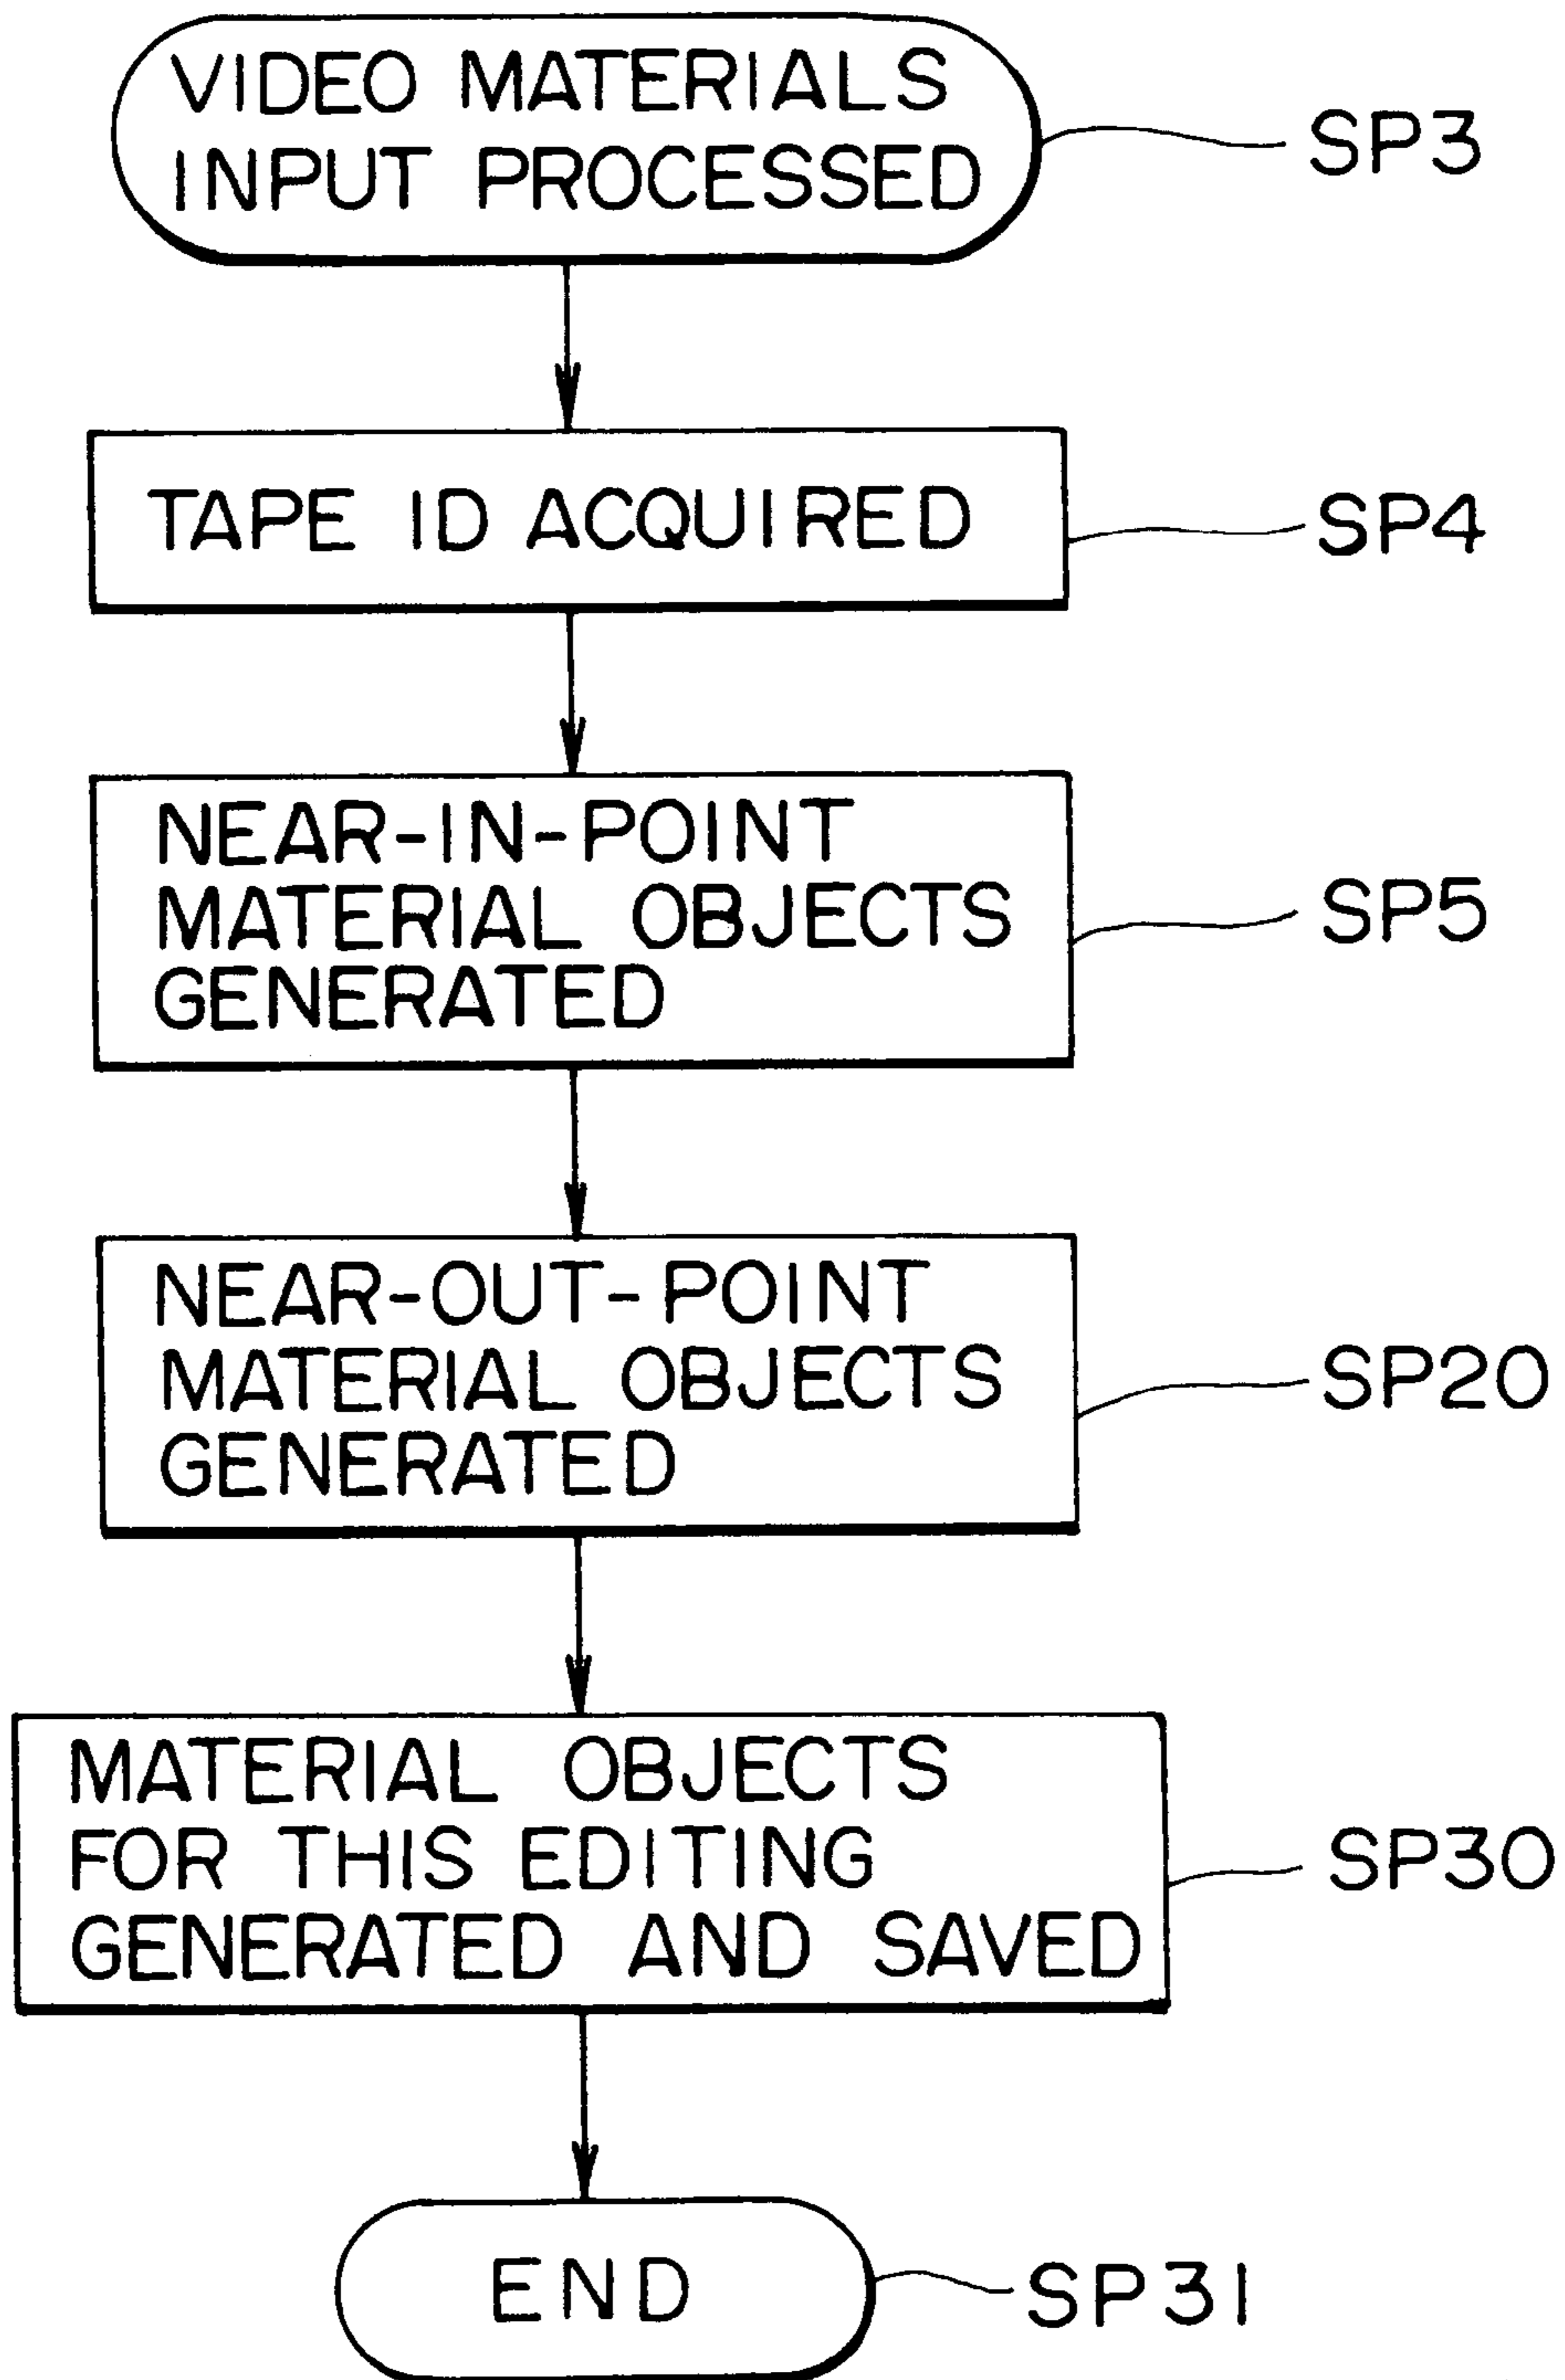 VIDEO MATERIALS
INPUT PROCESSED
SP3
TAPE ID ACQUIRED
SP4
NEAR-IN-POINT
MATERIAL OBJECTS
GENERATED
SP5
NEAR-OUT-POINT
MATERIAL OBJECTS
GENERATED
SP20
MATERIAL OBJECTS
FOR THIS EDITING
GENERATED AND SAVED
SP30
END
SP31